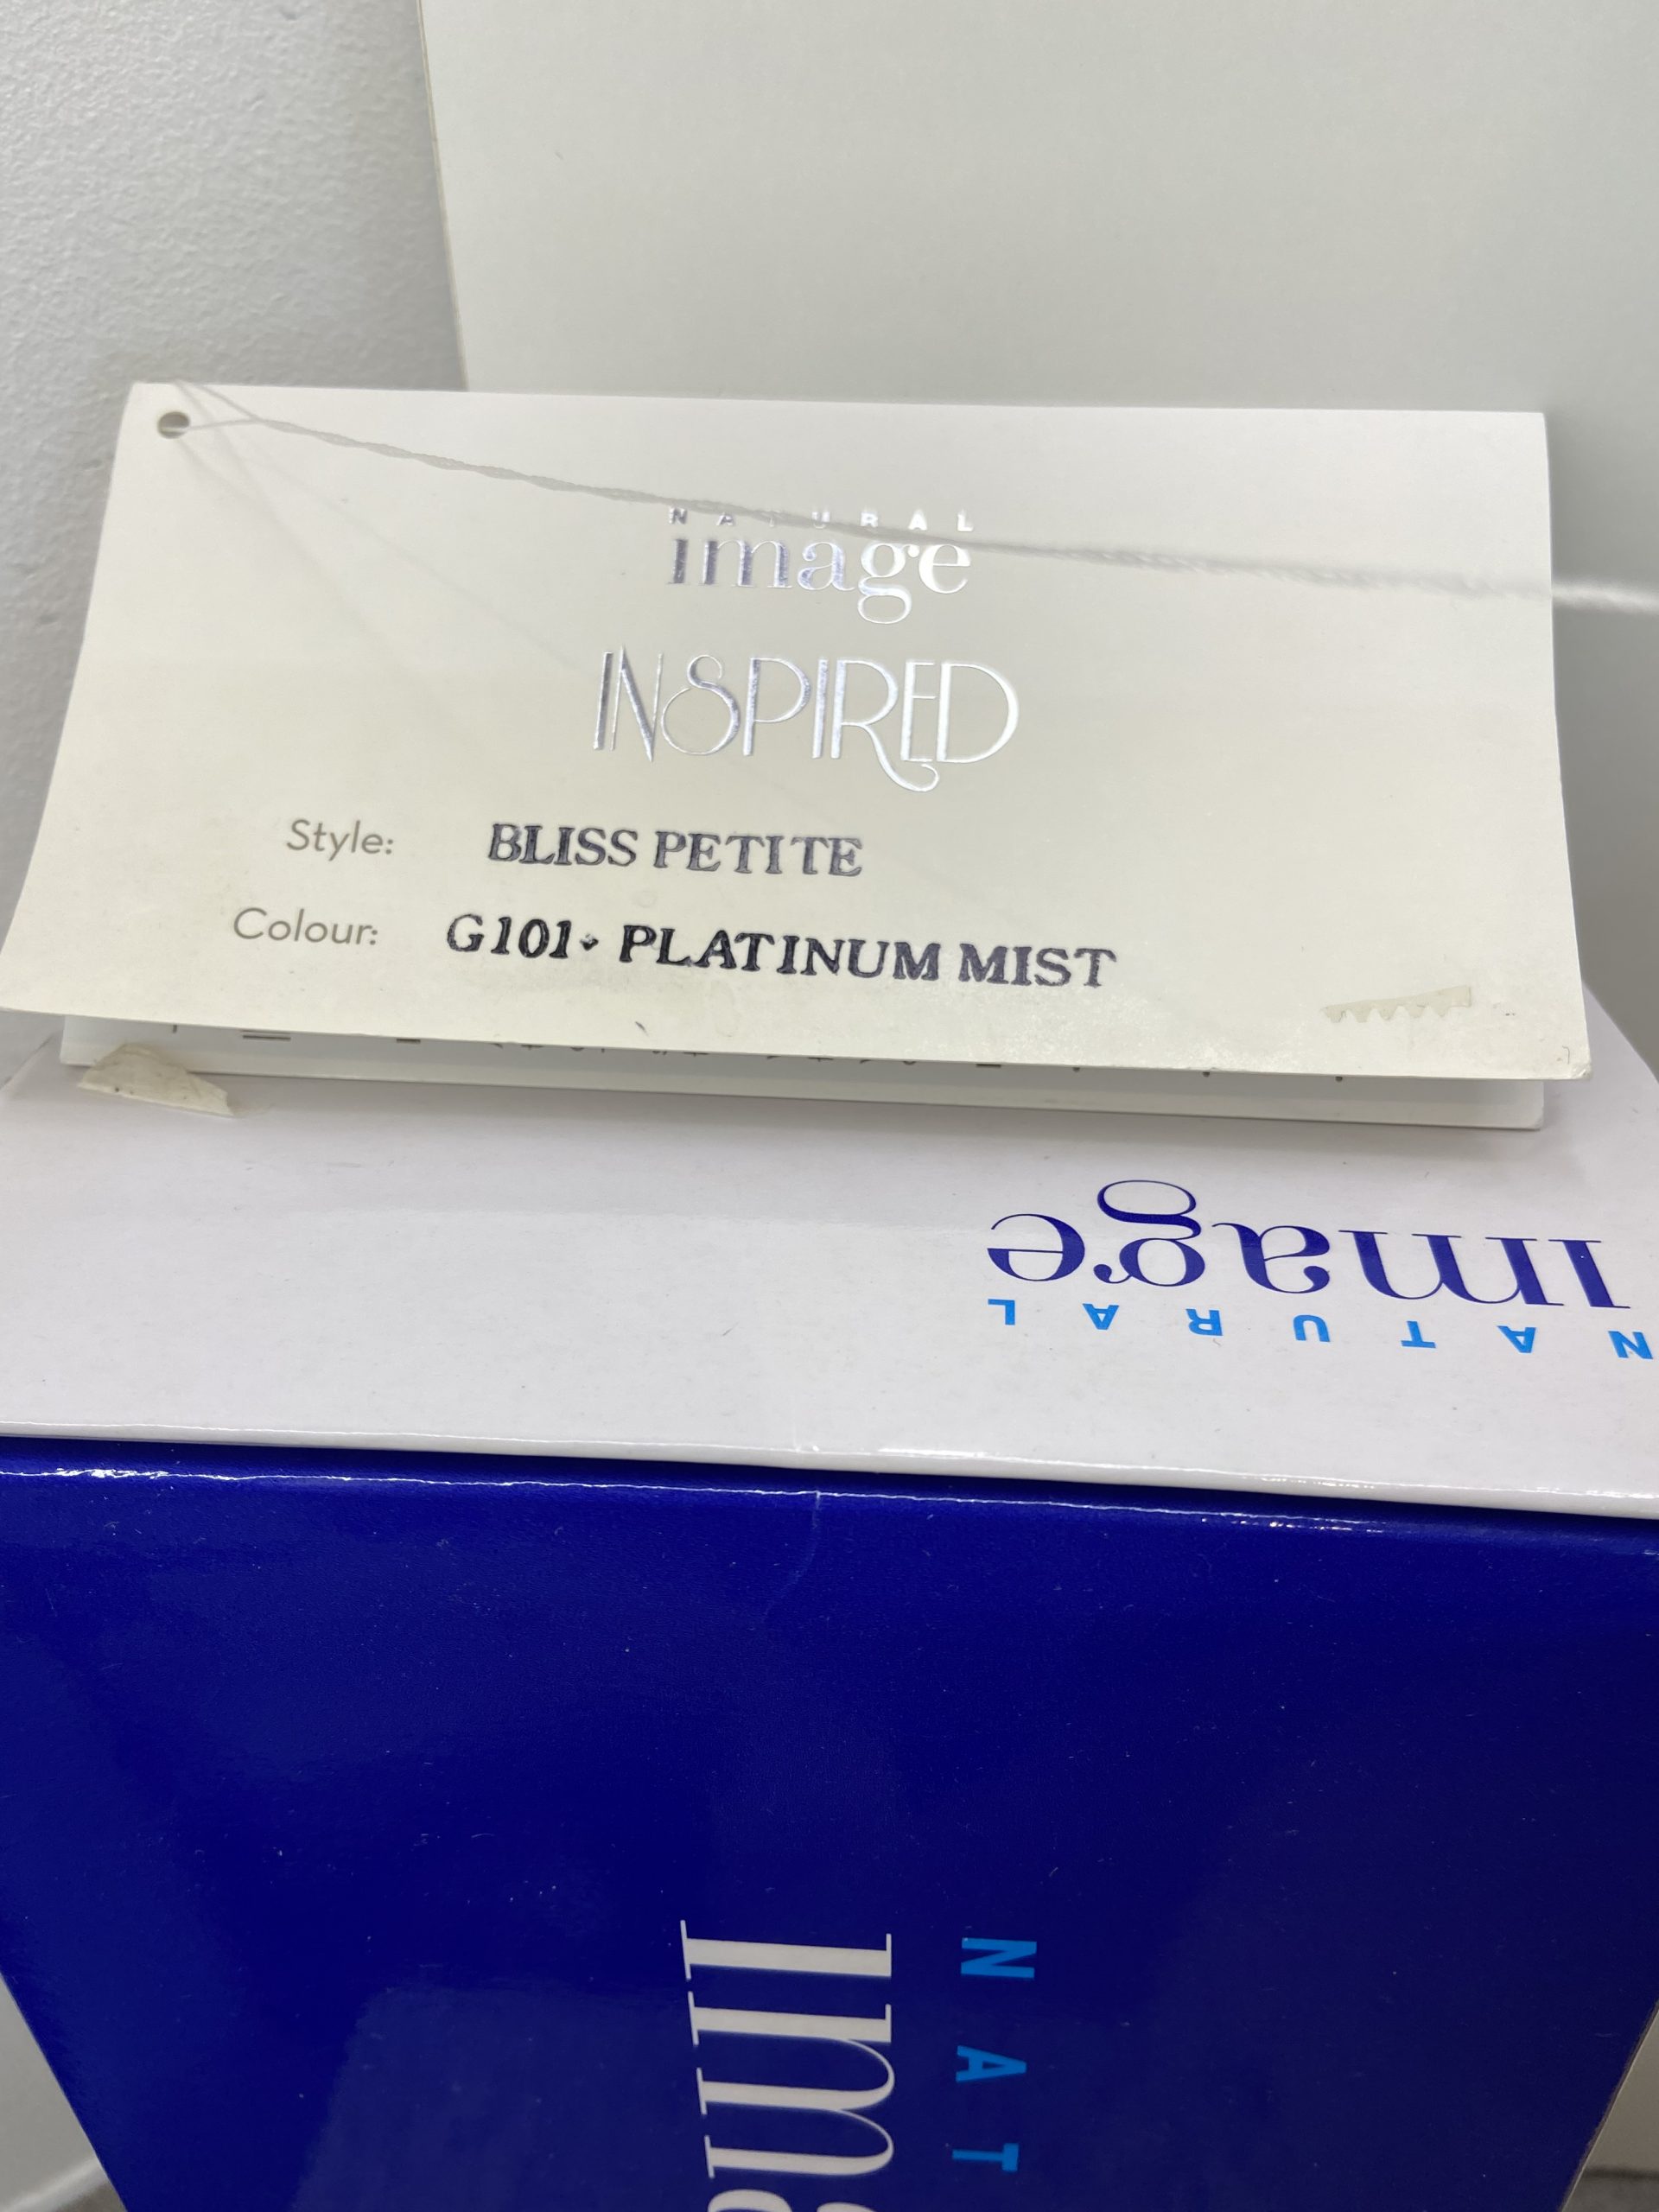 NATURAL
image
INSPIRED
Style: BLISS PETITE
Colour: G101+ PLATINUM MIST
image
NATURAL
NAT
ima